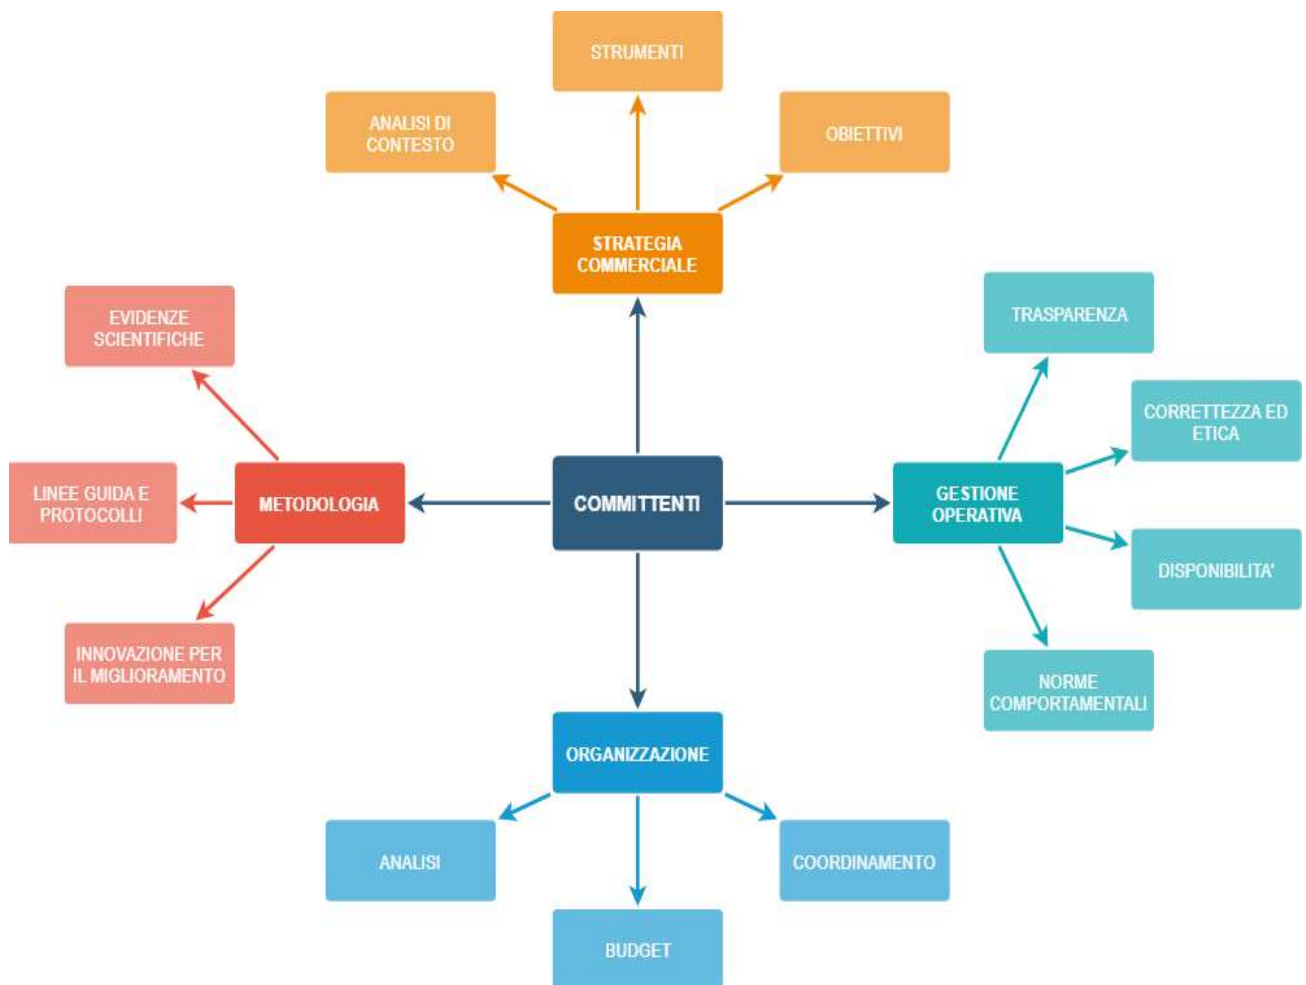 STRUMENTI
ANALISI DI
CONTESTO
OBIETTIVI
STRATEGIA
COMMERCIALE
EVIDENZE
SCIENTIFICHE
TRASPARENZA
CORRETTEZZA ED
ETICA
LINEE GUIDA E
PROTOCOLLI
METODOLOGIA
COMMITTENTI
GESTIONE
OPERATIVA
DISPONIBILITA'
INNOVAZIONE PER
IL MIGLIORAMENTO
NORME
COMPORTAMENTALI
ORGANIZZAZIONE
ANALISI
COORDINAMENTO
BUDGET